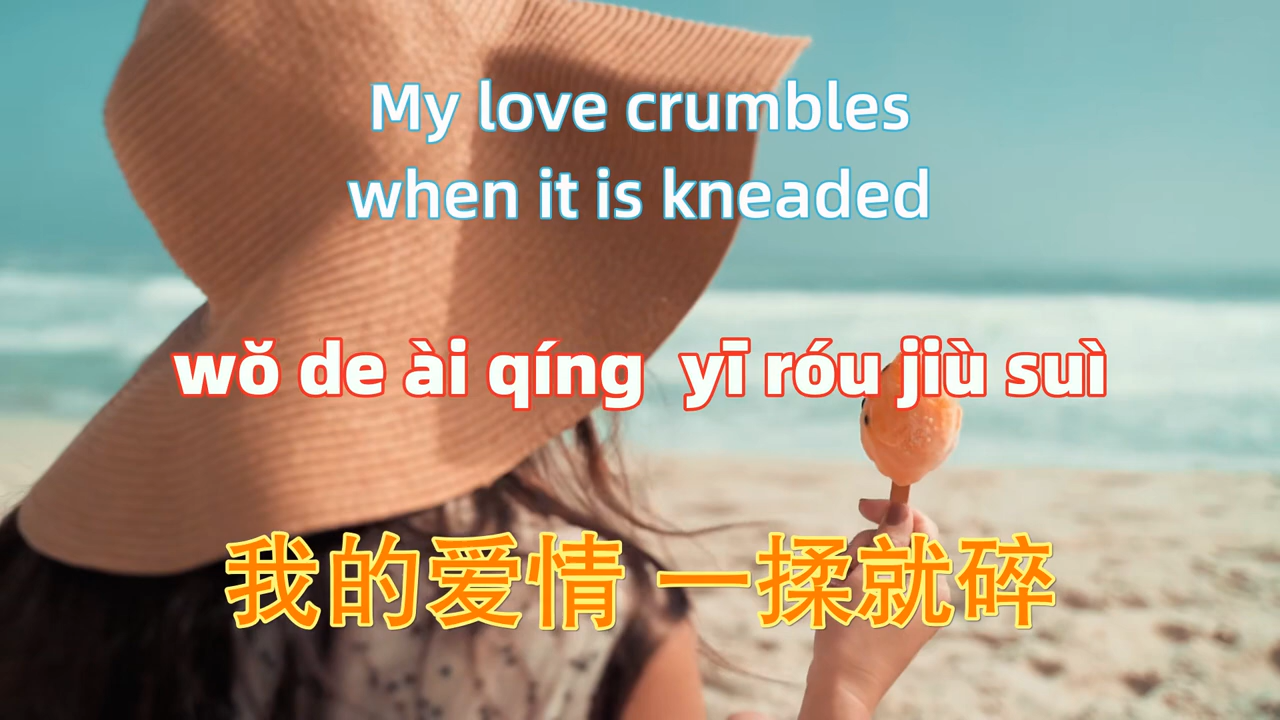 My love crumbles
when it is kneaded
wǒ de ài qíng  yī róu jiù suì
我的爱情 一揉就碎